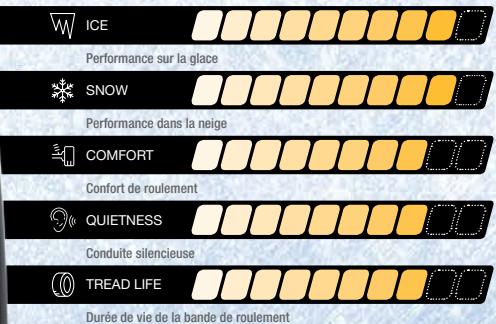 ICE
Performance sur la glace
SNOW
Performance dans la neige
COMFORT
Confort de roulement
QUIETNESS
Conduite silencieuse
TREAD LIFE
Durée de vie de la bande de roulement